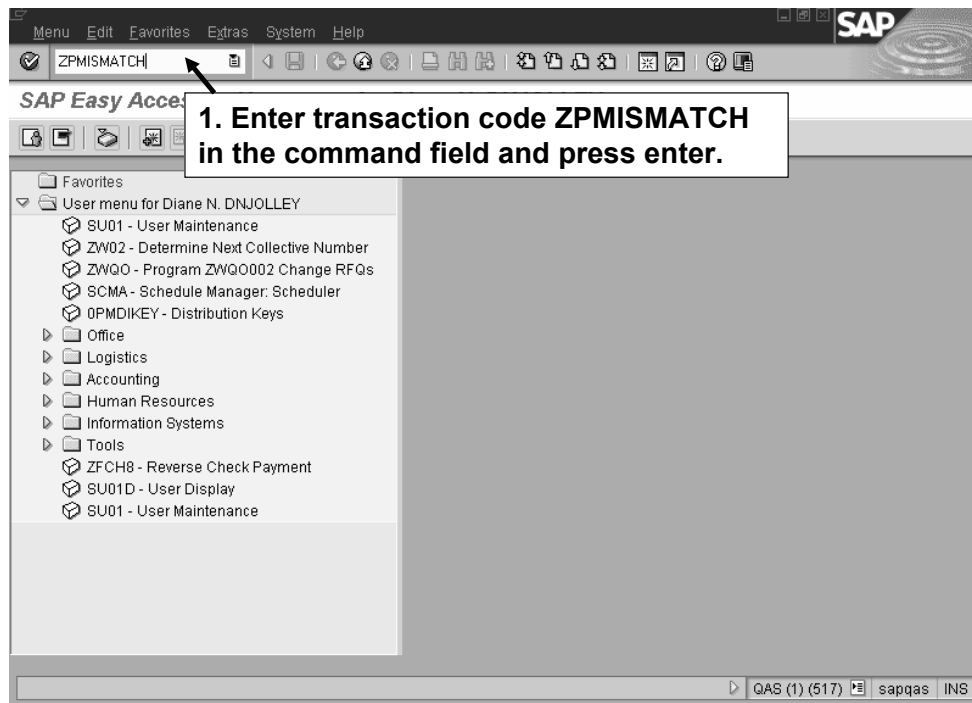 Menu Edit Favorites Extras System Help
SAP
ZPMISMATCH
SAP Easy Acces
1. Enter transaction code ZPMISMATCH
in the command field and press enter.
Favorites
User menu for Diane N. DNJOLLEY
SU01 - User Maintenance
ZW02 - Determine Next Collective Number
ZWQO - Program ZWQO002 Change RFQs
SCMA - Schedule Manager: Scheduler
0PMDIKEY - Distribution Keys
Office
Logistics
Accounting
Human Resources
Information Systems
Tools
ZFCH8 - Reverse Check Payment
SU01D - User Display
SU01 - User Maintenance
QAS (1) (517) sapqas INS